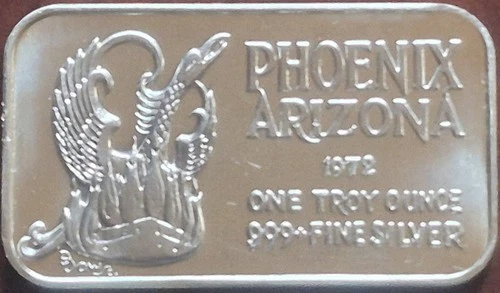 PHOENIX
ARIZONA
1972
ONE TROY OUNCE
999+ FINE SILVER